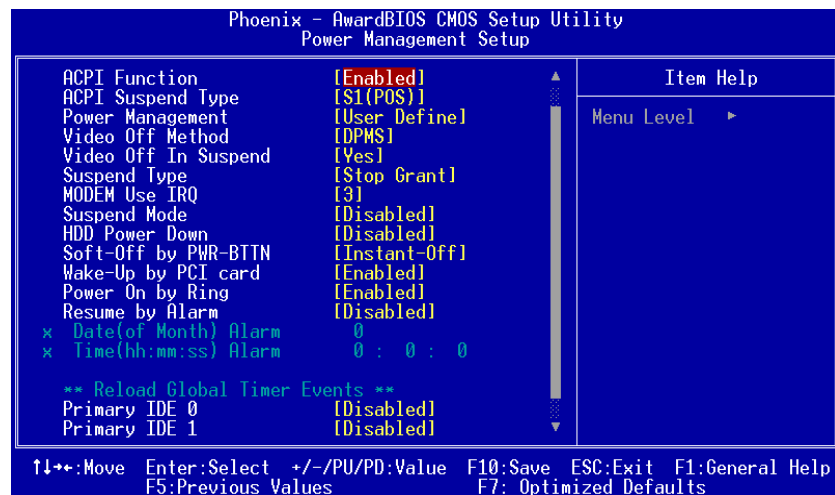 Phoenix - AwardBIOS CMOS Setup Utility
Power Management Setup
ACPI Function [Enabled]
ACPI Suspend Type [S1(POS)]
Power Management [User Define]
Video Off Method [DPMS]
Video Off In Suspend [Yes]
Suspend Type [Stop Grant]
MODEM Use IRQ [3]
Suspend Mode [Disabled]
HDD Power Down [Disabled]
Soft-Off by PWR-BTTN [Instant-Off]
Wake-Up by PCI card [Enabled]
Power On by Ring [Enabled]
Resume by Alarm [Disabled]
x Date(of Month) Alarm 0
x Time(hh:mm:ss) Alarm 0 : 0 : 0
** Reload Global Timer Events **
Primary IDE 0 [Disabled]
Primary IDE 1 [Disabled]
Item Help
Menu Level ►
↑↓→←:Move Enter:Select +/-/PU/PD:Value F10:Save ESC:Exit F1:General Help
F5:Previous Values F7: Optimized Defaults